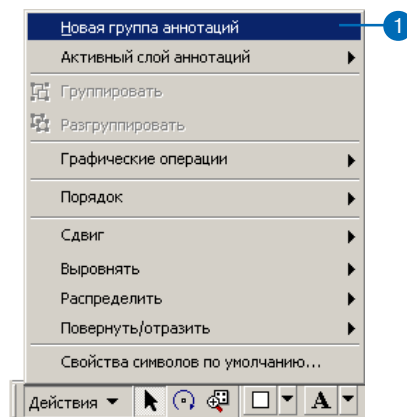 Новая группа аннотаций
1
Активный слой аннотаций
Группировать
Разгруппировать
Графические операции
Порядок
Сдвиг
Выровнять
Распределить
Повернуть/отразить
Свойства символов по умолчанию...
Действия
A